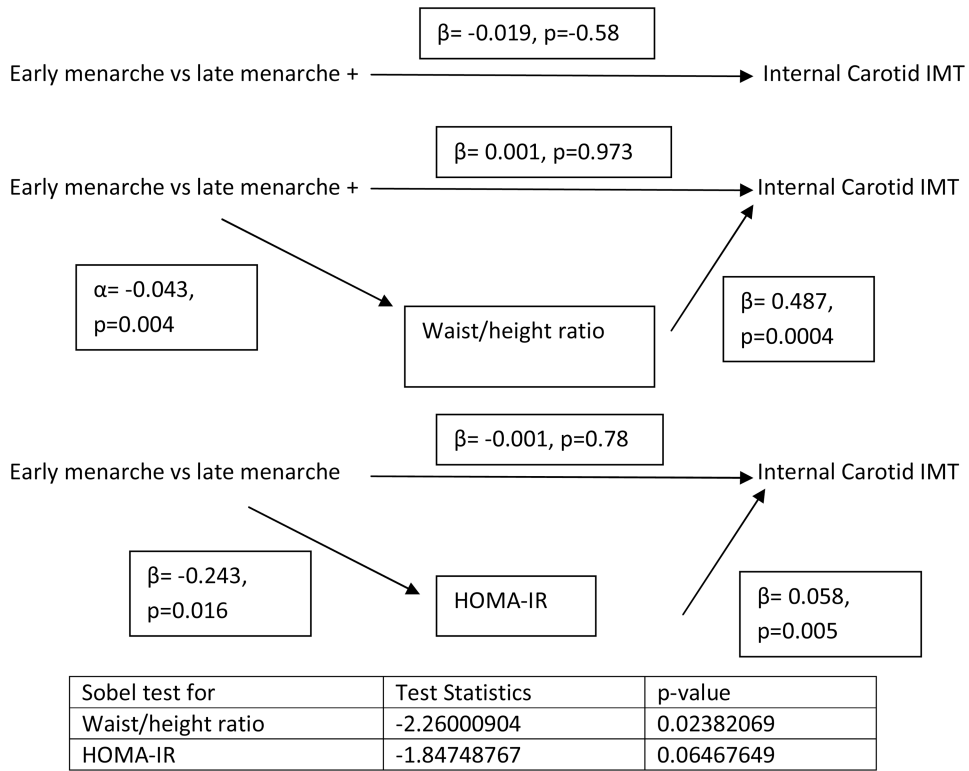 β= -0.019, p=-0.58
Early menarche vs late menarche + Internal Carotid IMT
β= 0.001, p=0.973
Early menarche vs late menarche + Internal Carotid IMT
α= -0.043,
p=0.004
Waist/height ratio
β= 0.487,
p=0.0004
β= -0.001, p=0.78
Early menarche vs late menarche Internal Carotid IMT
β= -0.243,
p=0.016
HOMA-IR
β= 0.058,
p=0.005
Sobel test for Test Statistics p-value
Waist/height ratio -2.26000904 0.02382069
HOMA-IR -1.84748767 0.06467649